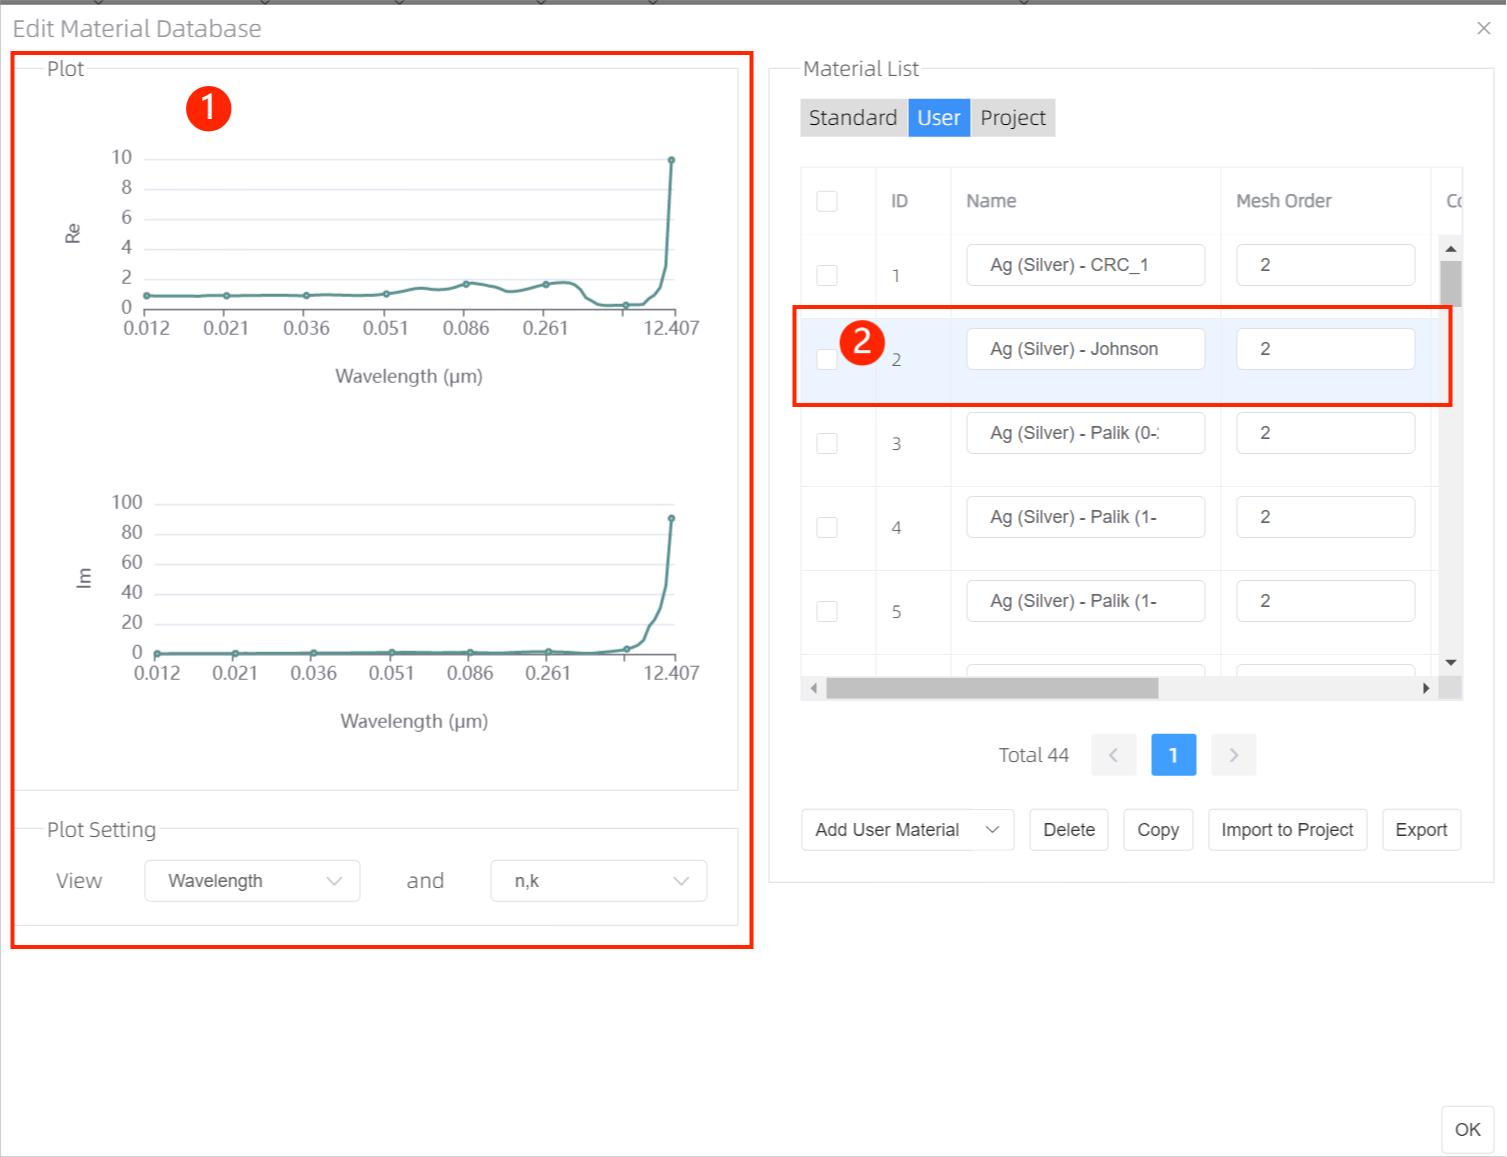 Edit Material Database
Plot
1
10
8
6
4
2
0
Re
0.012 0.021 0.036 0.051 0.086 0.261 12.407
Wavelength (μm)
100
80
60
40
20
0
Im
0.012 0.021 0.036 0.051 0.086 0.261 12.407
Wavelength (μm)
Plot Setting
View Wavelength and n,k
Material List
Standard User Project
ID Name Mesh Order
1 Ag (Silver) - CRC_1 2
2
2 Ag (Silver) - Johnson 2
3 Ag (Silver) - Palik (0- 2
4 Ag (Silver) - Palik (1- 2
5 Ag (Silver) - Palik (1- 2
Total 44 < 1 >
Add User Material Delete Copy Import to Project Export
OK